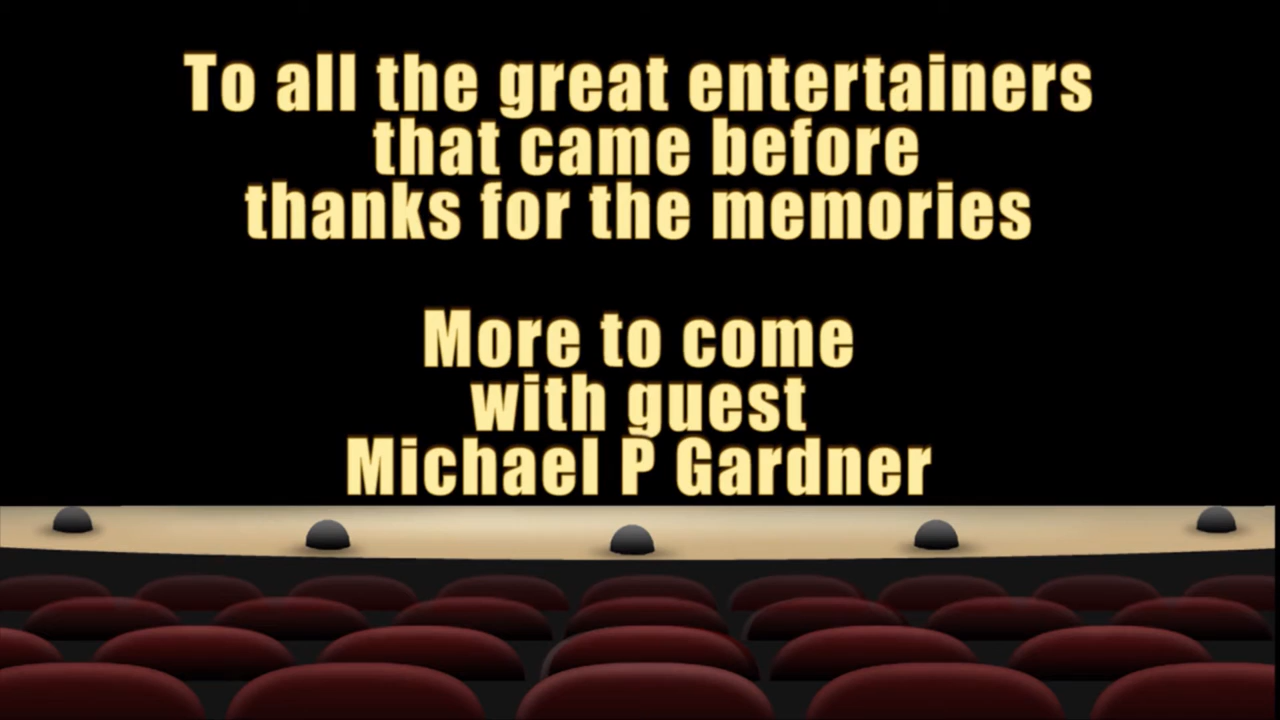 To all the great entertainers
that came before
thanks for the memories
More to come
with guest
Michael P Gardner